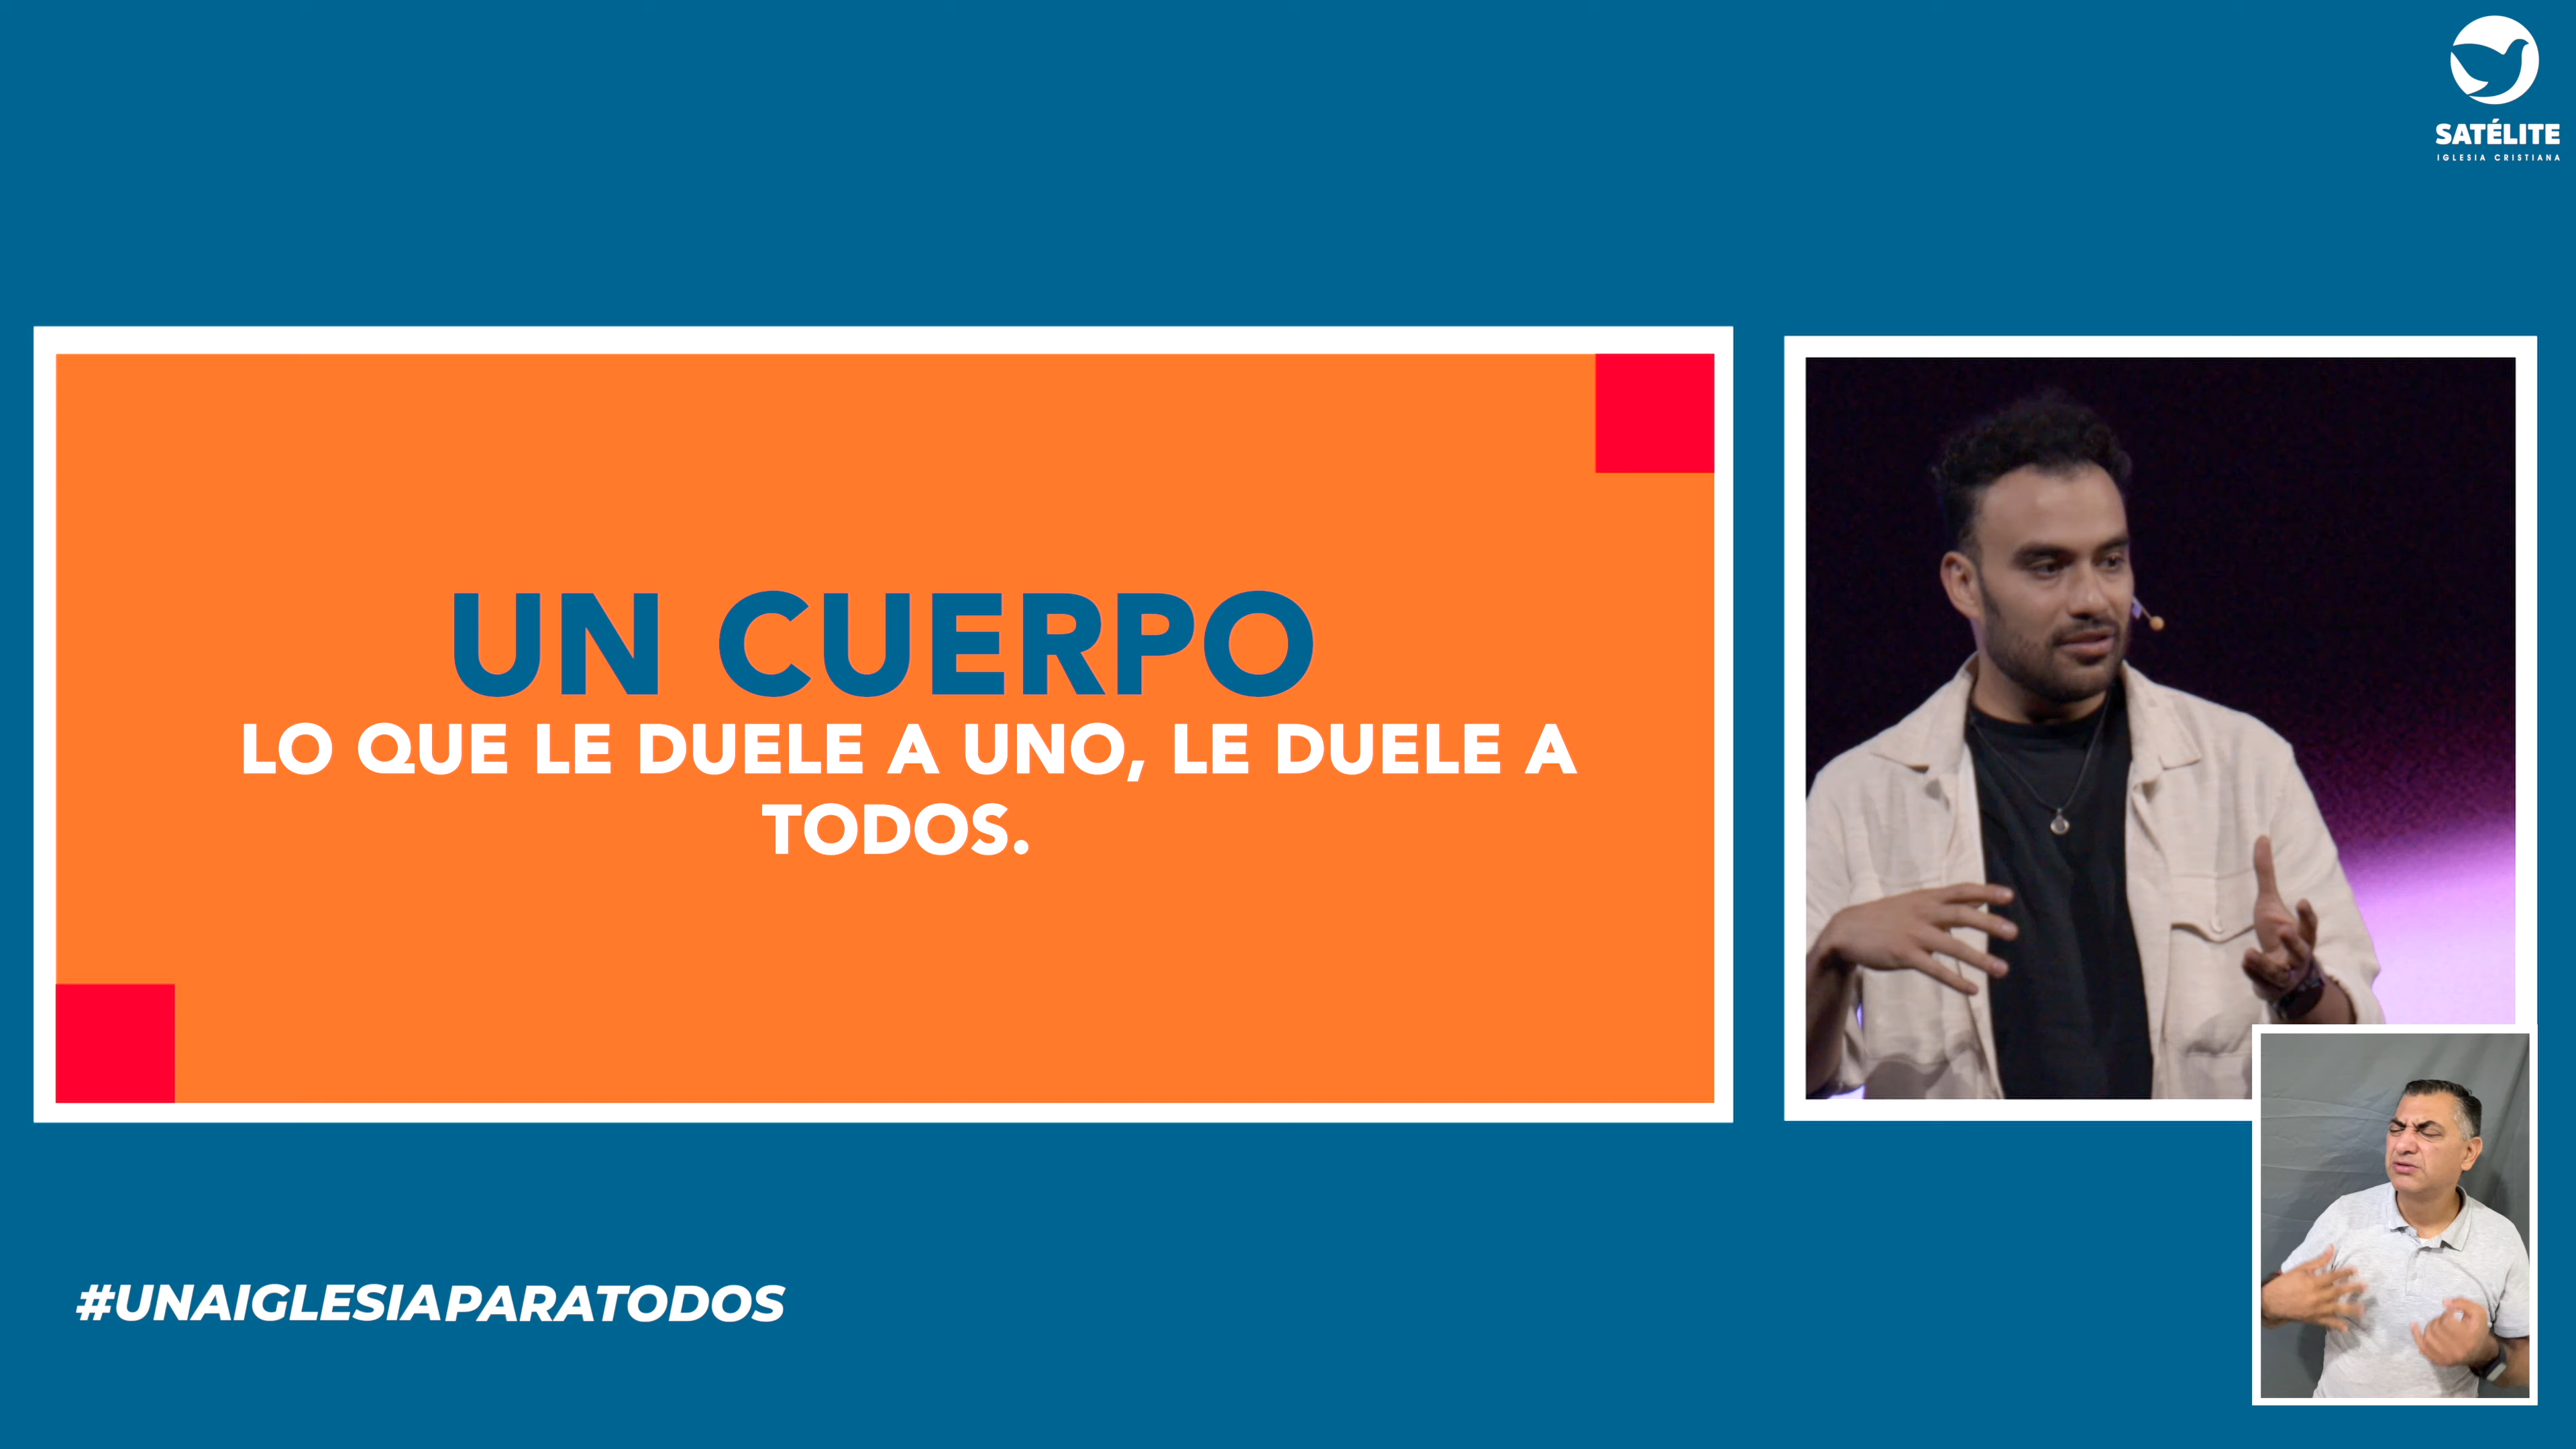 SATÉLITE
IGLESIA CRISTIANA
UN CUERPO
LO QUE LE DUELE A UNO, LE DUELE A
TODOS.
#UNAIGLESIAPARATODOS